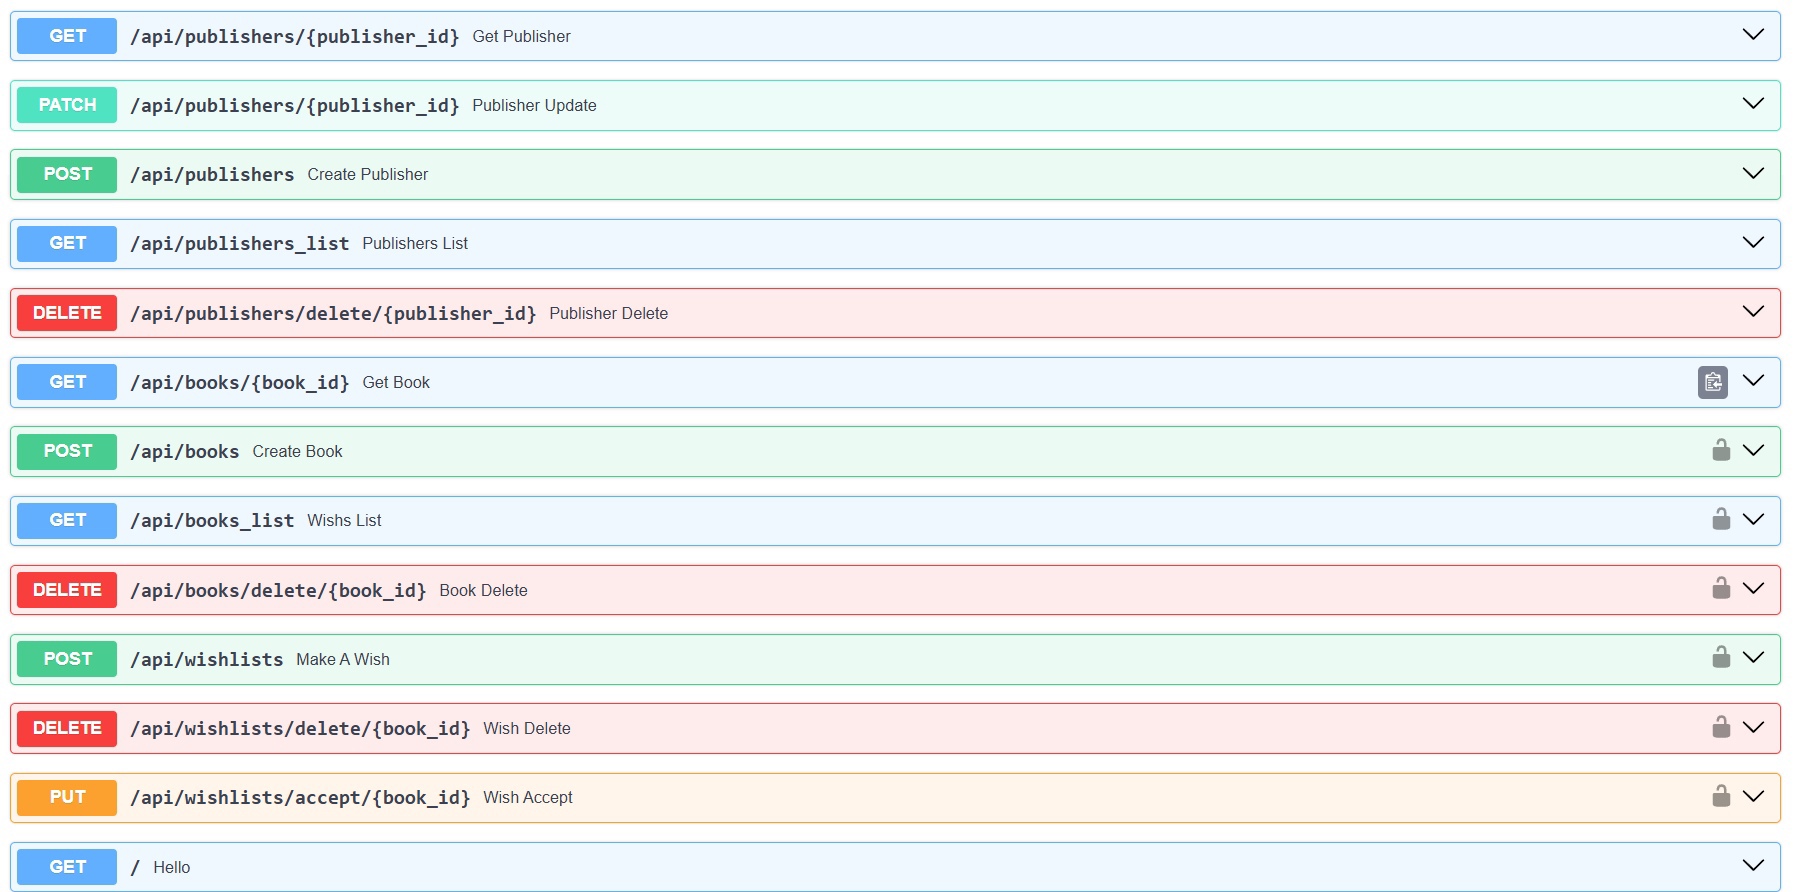 GET /api/publishers/{publisher_id} Get Publisher
PATCH /api/publishers/{publisher_id} Publisher Update
POST /api/publishers Create Publisher
GET /api/publishers_list Publishers List
DELETE /api/publishers/delete/{publisher_id} Publisher Delete
GET /api/books/{book_id} Get Book
POST /api/books Create Book
GET /api/books_list Wishs List
DELETE /api/books/delete/{book_id} Book Delete
POST /api/wishlists Make A Wish
DELETE /api/wishlists/delete/{book_id} Wish Delete
PUT /api/wishlists/accept/{book_id} Wish Accept
GET / Hello